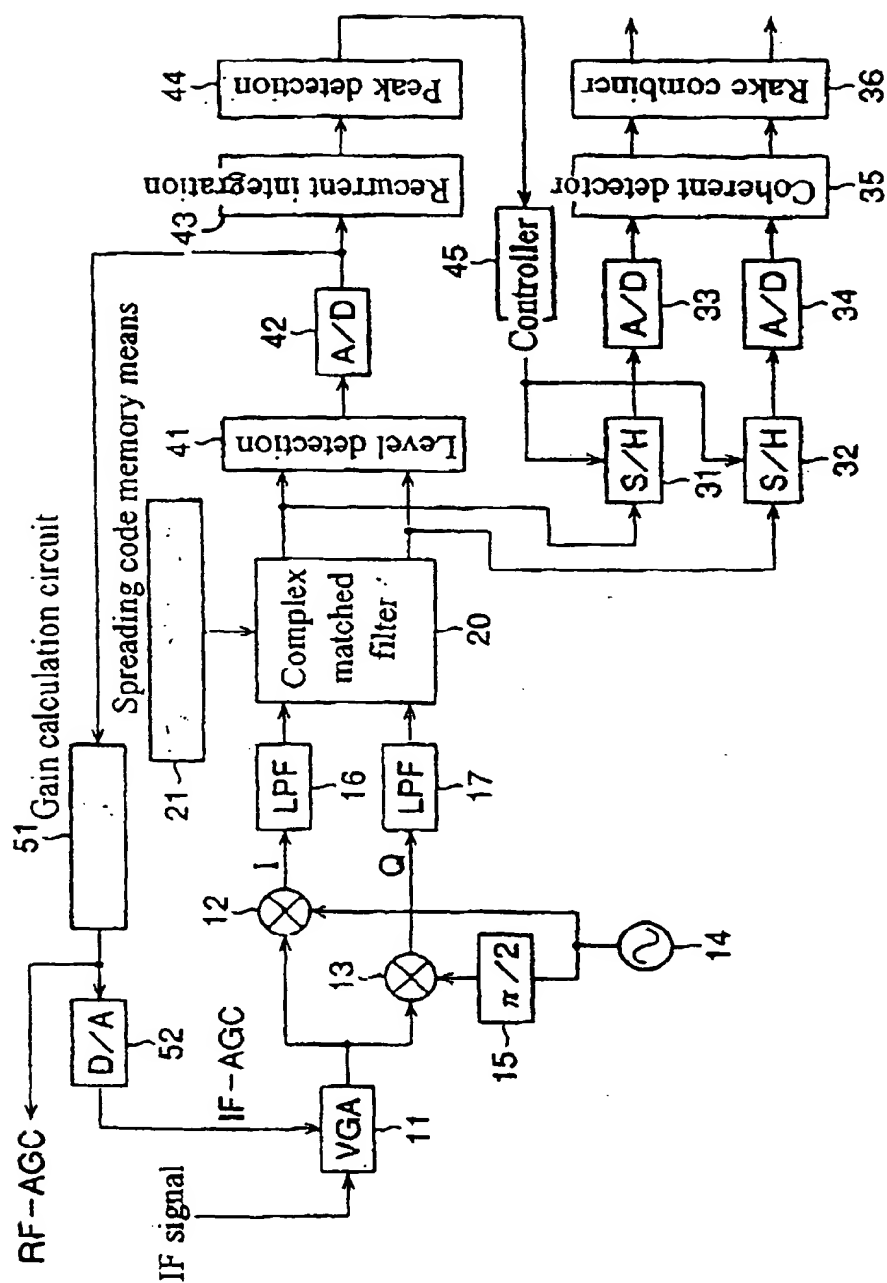 RF-AGC
D/A
52
51
Gain calculation circuit
IF-AGC
IF signal
VGA
11
Spreading code memory means
21
12
I
13
Q
π/2
15
14
LPF
16
LPF
17
Complex
matched
filter
20
Level detection
41
A/D
42
Recurrent integration
43
Peak detection
44
Controller
45
S/H
31
S/H
32
A/D
33
A/D
34
Coherent detector
35
Rake combiner
36